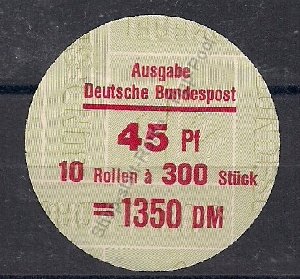 Ausgabe
Deutsche Bundespost
45 Pf
10 Rollen à 300 Stück
= 1350 DM